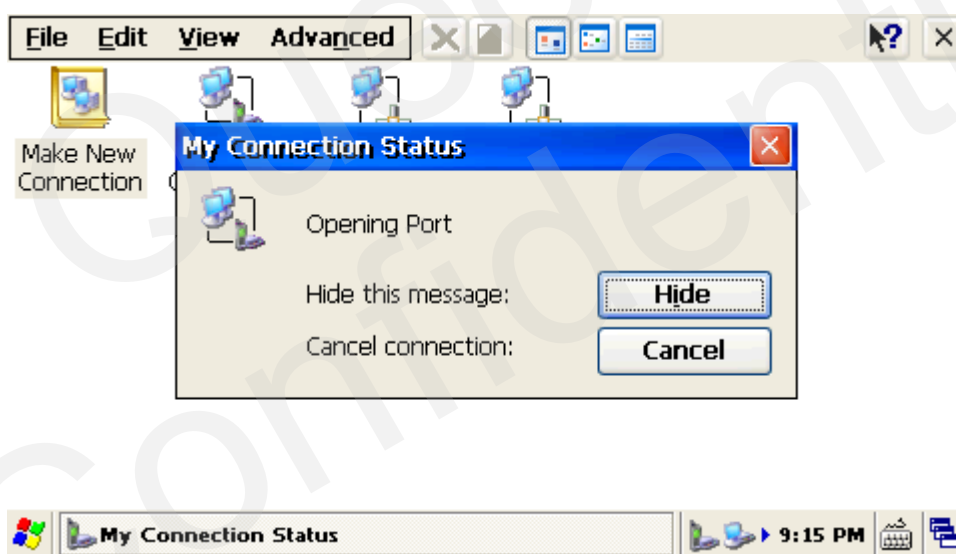 File Edit View Advanced
Make New
Connection
My Connection Status
Opening Port
Hide this message:
Hide
Cancel connection:
Cancel
My Connection Status
9:15 PM